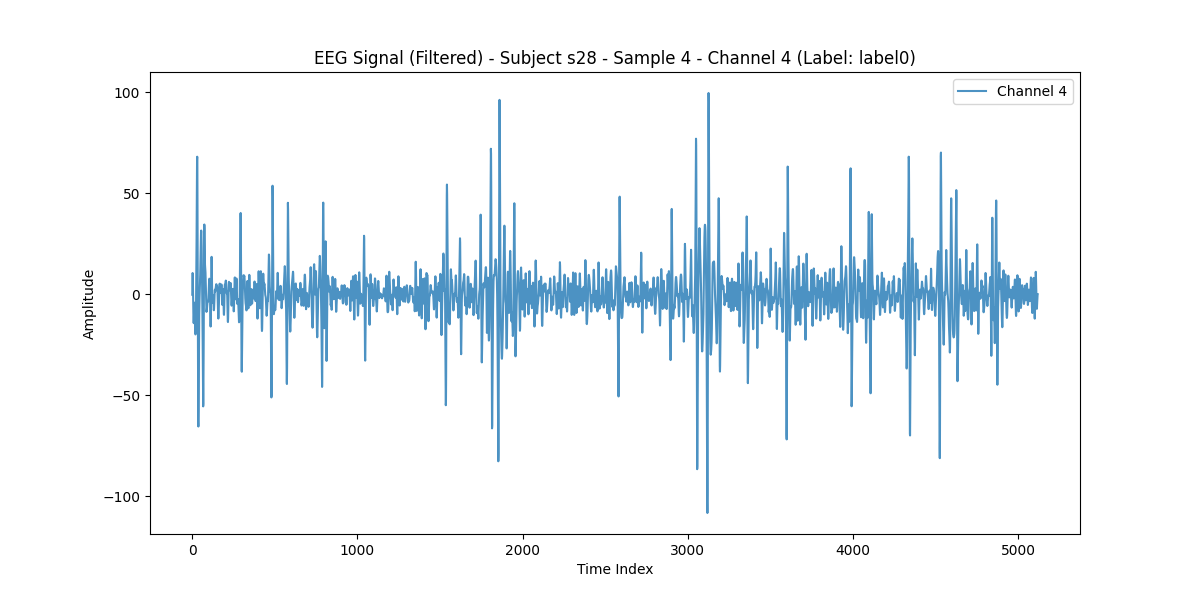 EEG Signal (Filtered) - Subject s28 - Sample 4 - Channel 4 (Label: label0)
Channel 4
100
50
0
−50
−100
Amplitude
0
1000
2000
3000
4000
5000
Time Index